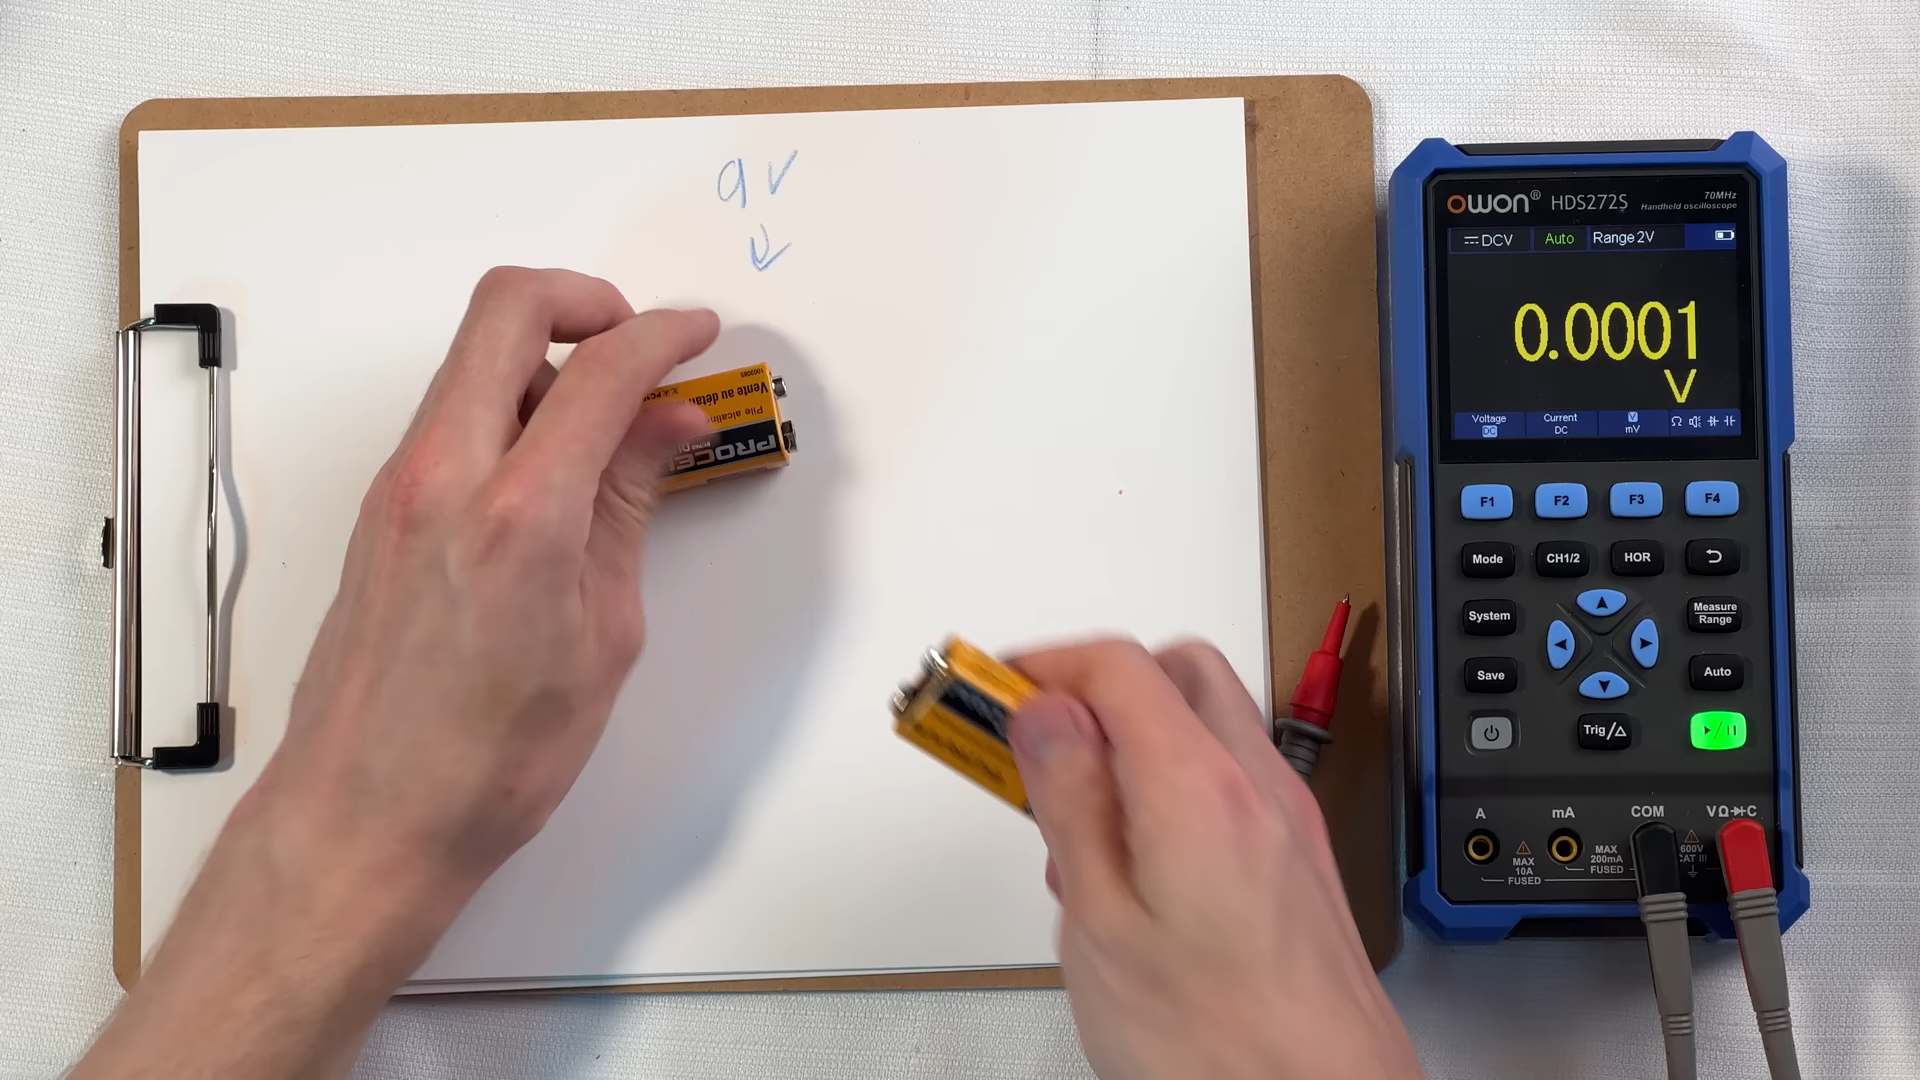 9V
1003085
Vente au détail
Pile alcaline
PROCELL
OWON® HDS272S
70MHz
Handheld oscilloscope
DCV Auto Range 2V
0.0001
V
Voltage Current V Ω
DC DC mV
F1 F2 F3 F4
Mode CH1/2 HOR
System Measure
Range
Save Auto
Trig/Δ
A mA COM VΩ C
MAX
10A
FUSED
MAX
200mA
FUSED
600V
CAT III